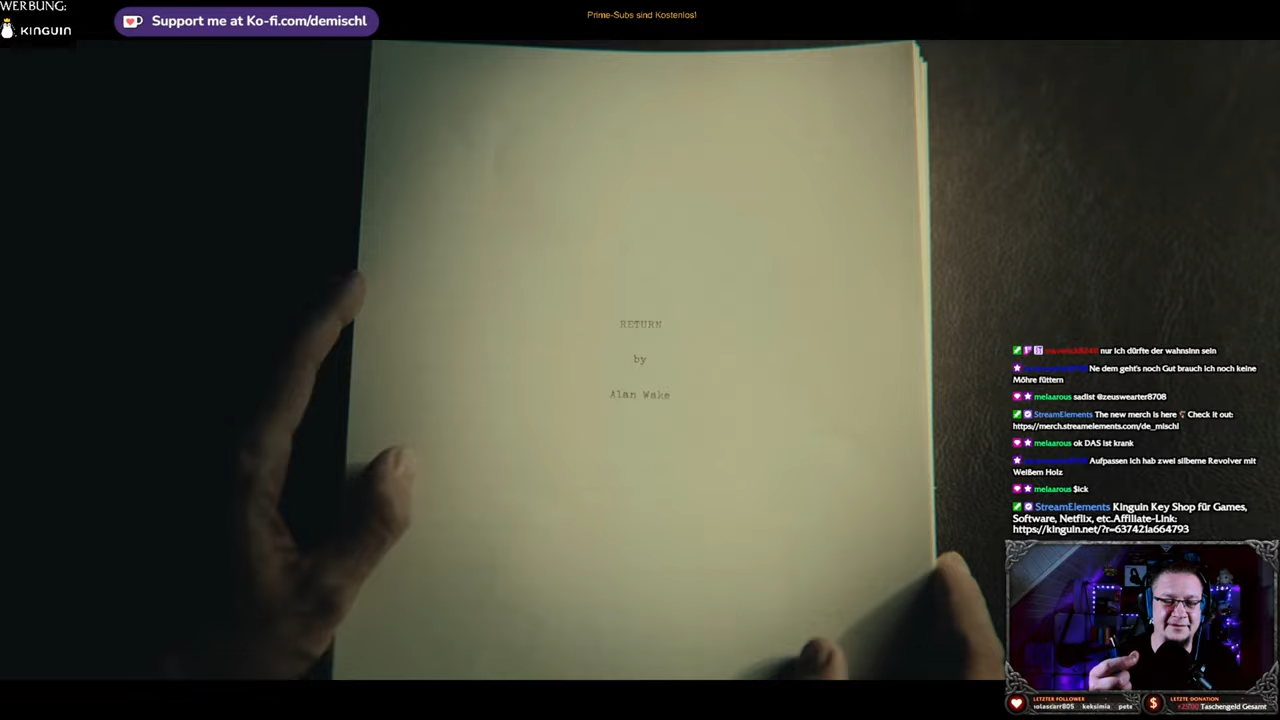 WERBUNG:
KINGUIN
Support me at Ko-fi.com/demischl
Prime-Subs sind Kostenlos!
RETURN
by
Alan Wake
nur ich dürfte der wahnsinn sein
Ne dem geht's noch Gut brauch ich noch keine
Möhre füttern
melaarous sadist @zeuswearter8708
StreamElements The new merch is here Check it out:
https://merch.streamelements.com/de_mischl
melaarous ok DAS ist krank
Aufpassen ich hab zwei silberne Revolver mit
Weißem Holz
melaarous $ick
StreamElements Kinguin Key Shop für Games,
Software, Netflix, etc.Affiliate-Link:
https://kinguin.net/?r=637421a664793
LETZTER FOLLOWER
keksimia pete
LETZTE DONATION
Taschengeld Gesamt